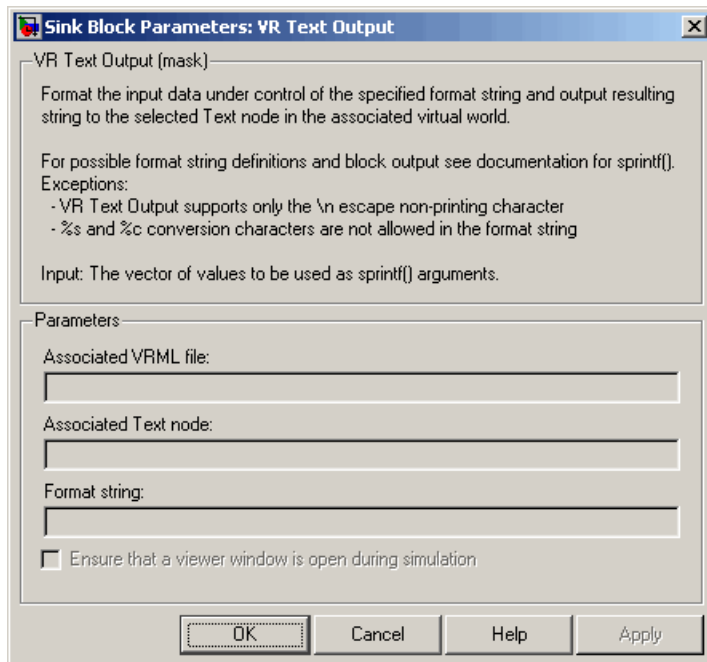 Sink Block Parameters: VR Text Output
VR Text Output (mask)
Format the input data under control of the specified format string and output resulting
string to the selected Text node in the associated virtual world.
For possible format string definitions and block output see documentation for sprintf().
Exceptions:
- VR Text Output supports only the \n escape non-printing character
- %s and %c conversion characters are not allowed in the format string
Input: The vector of values to be used as sprintf() arguments.
Parameters
Associated VRML file:
Associated Text node:
Format string:
Ensure that a viewer window is open during simulation
OK Cancel Help Apply